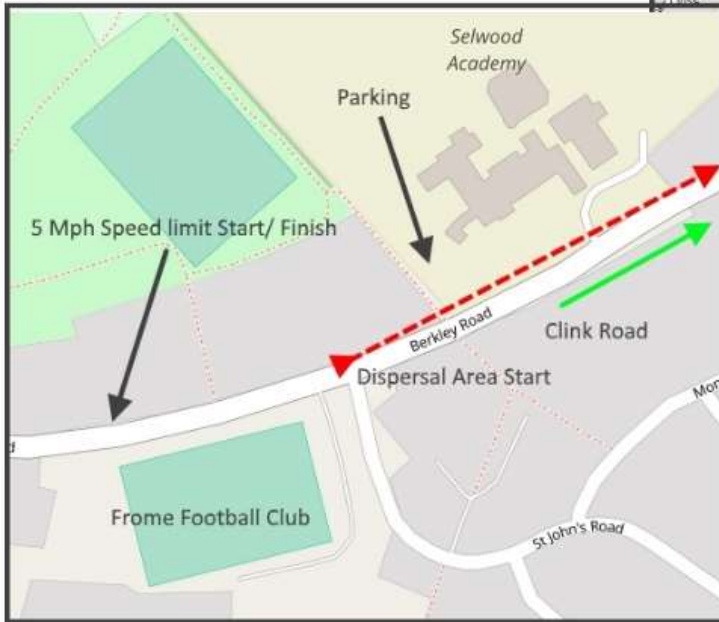 Selwood
Academy
Parking
5 Mph Speed limit Start/ Finish
Berkley Road
Clink Road
Dispersal Area Start
Mon
d
Frome Football Club
St John's Road